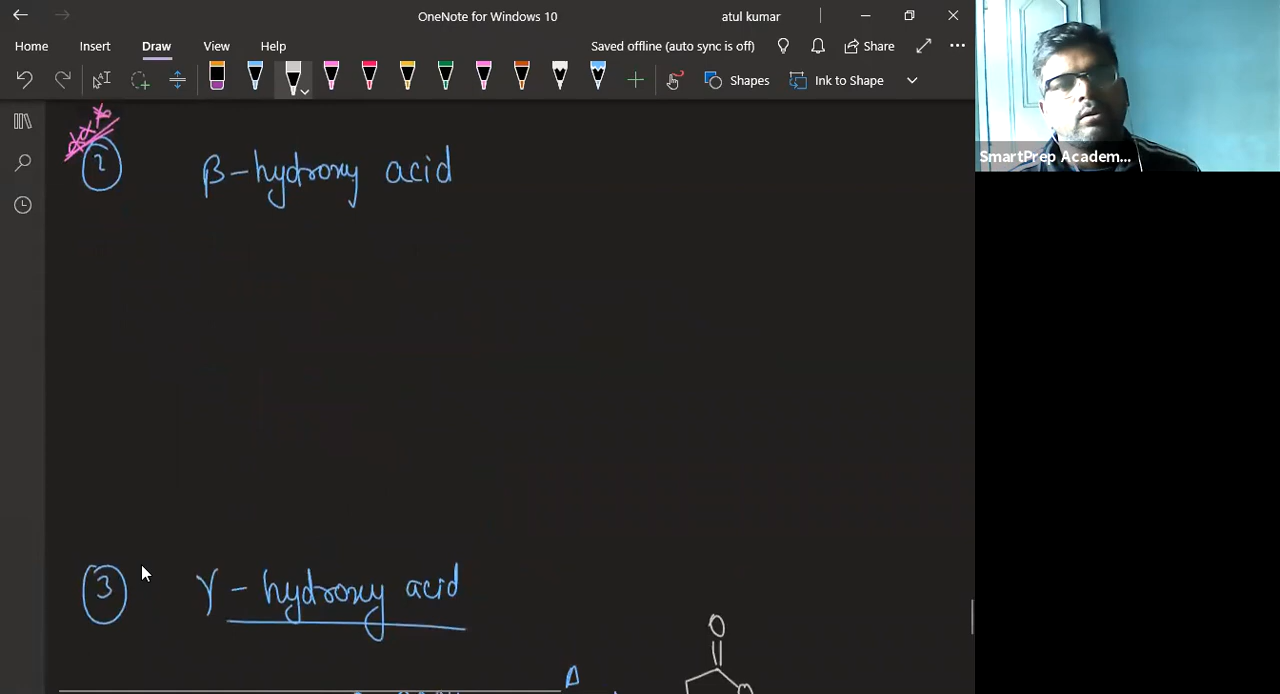 OneNote for Windows 10
atul kumar
Home Insert Draw View Help
Saved offline (auto sync is off)
Share
Shapes
Ink to Shape
SmartPrep Academ...
2 β-hydroxy acid
3 γ-hydroxy acid
Δ
O